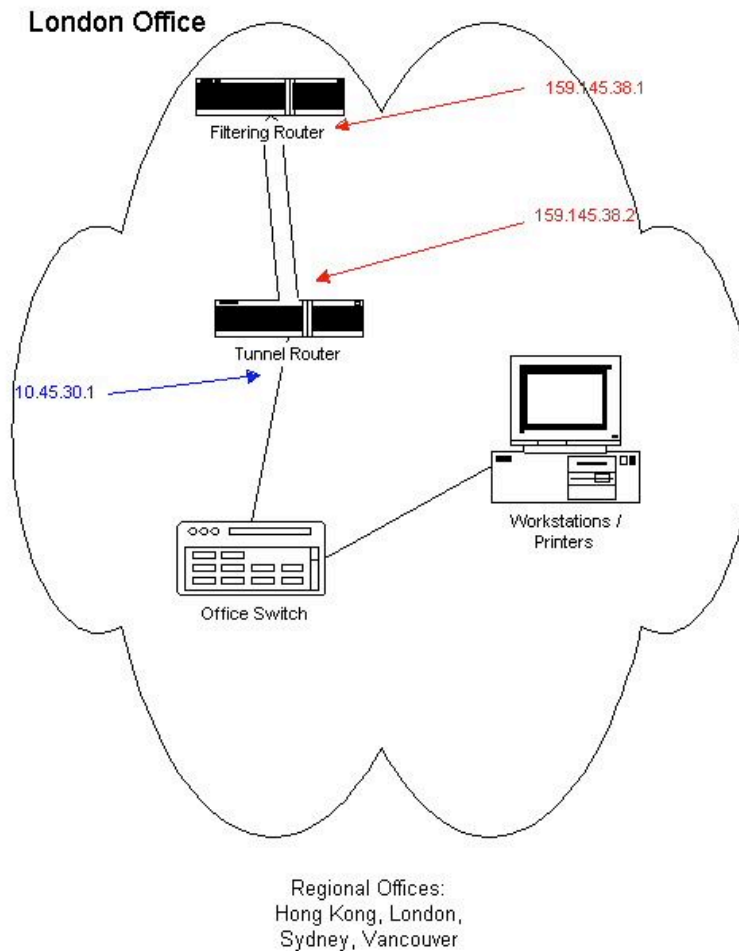 London Office
159.145.38.1
Filtering Router
159.145.38.2
Tunnel Router
10.45.30.1
Workstations /
Printers
Office Switch
Regional Offices:
Hong Kong, London,
Sydney, Vancouver